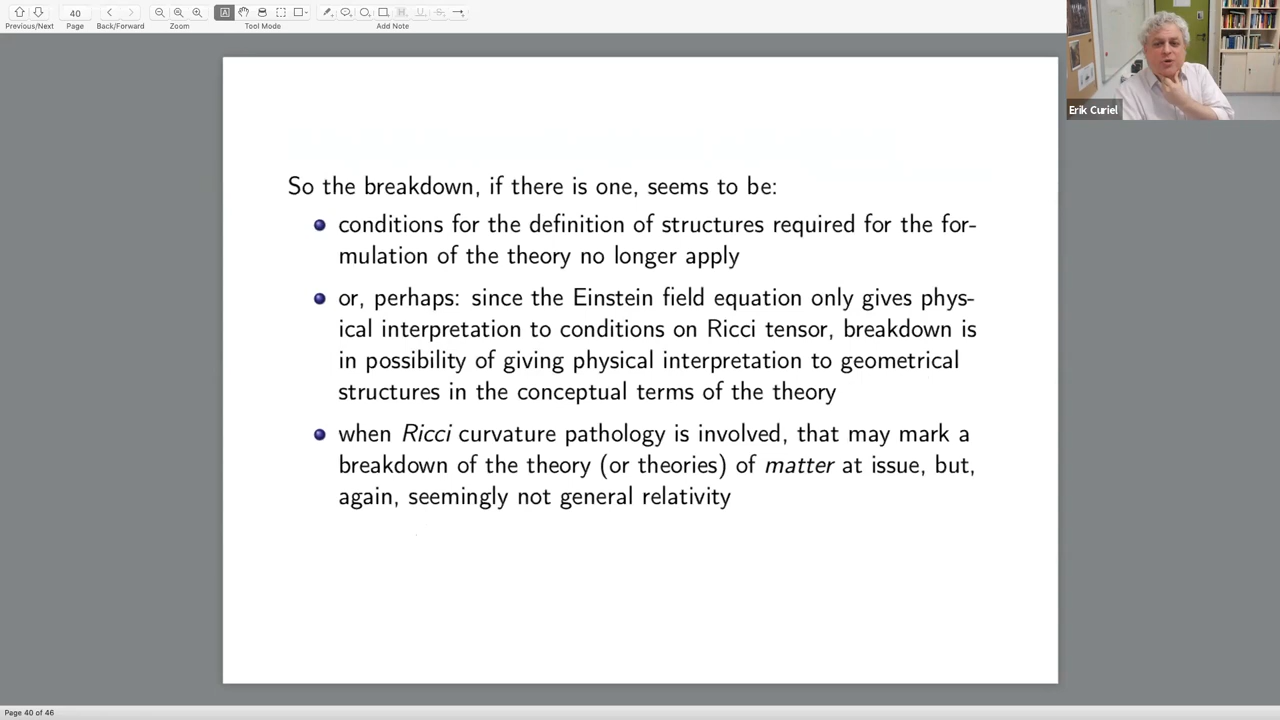 40
Previous/Next
Page
Back/Forward
Zoom
Tool Mode
Add Note
Erik Curiel
So the breakdown, if there is one, seems to be:
conditions for the definition of structures required for the for-
mulation of the theory no longer apply
or, perhaps: since the Einstein field equation only gives phys-
ical interpretation to conditions on Ricci tensor, breakdown is
in possibility of giving physical interpretation to geometrical
structures in the conceptual terms of the theory
when Ricci curvature pathology is involved, that may mark a
breakdown of the theory (or theories) of matter at issue, but,
again, seemingly not general relativity
Page 40 of 46